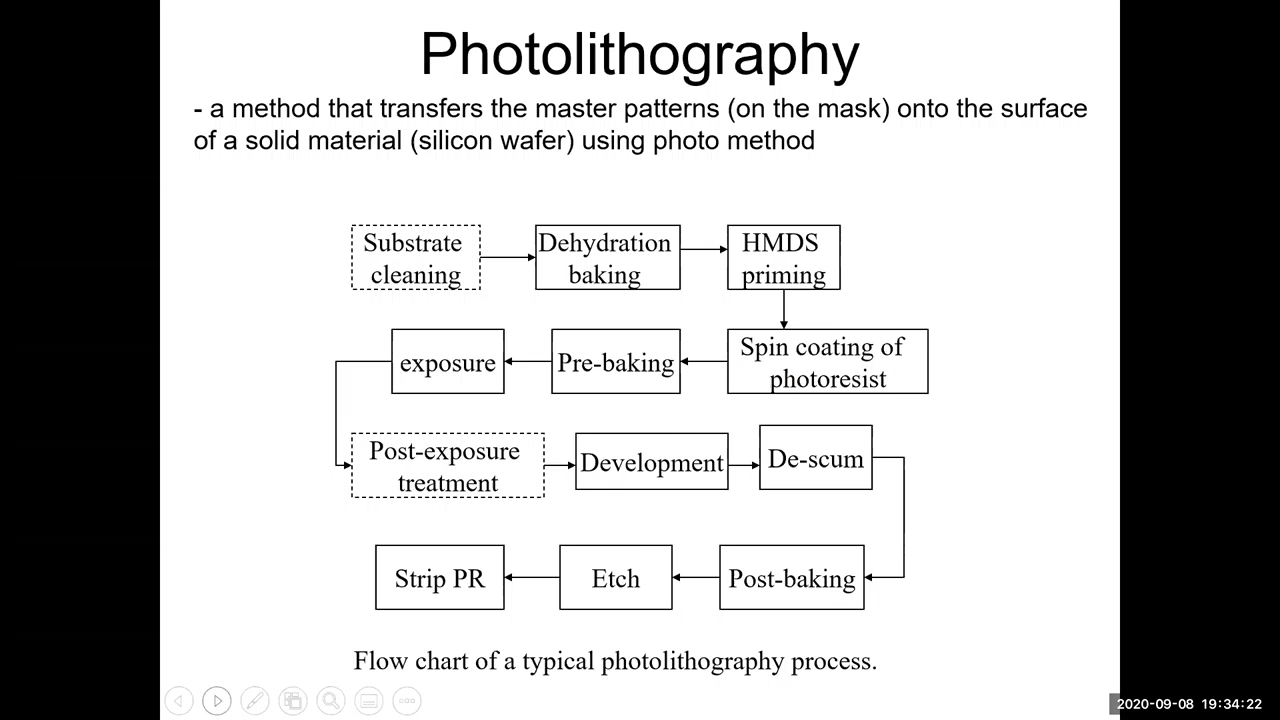 Photolithography
- a method that transfers the master patterns (on the mask) onto the surface
of a solid material (silicon wafer) using photo method
Substrate
cleaning
Dehydration
baking
HMDS
priming
Spin coating of
photoresist
Pre-baking
exposure
Post-exposure
treatment
Development
De-scum
Post-baking
Etch
Strip PR
Flow chart of a typical photolithography process.
2020-09-08 19:34:22